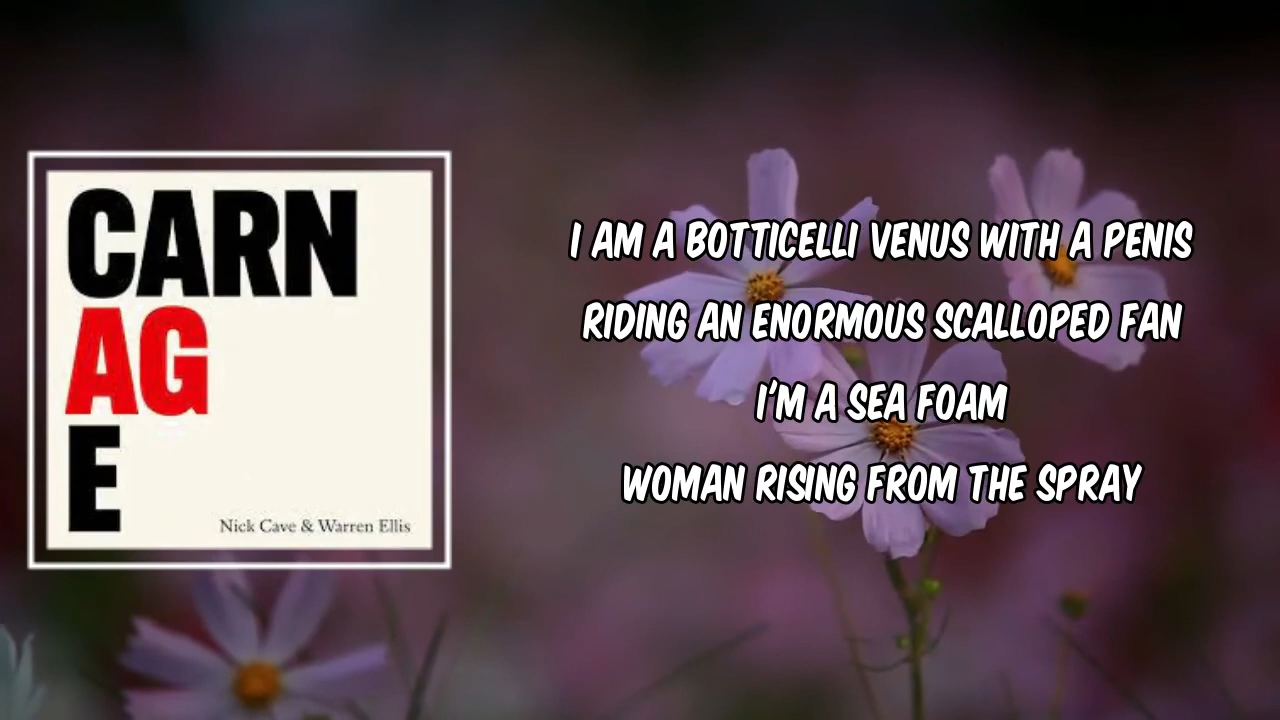 CARN
AG
E
Nick Cave & Warren Ellis
I AM A BOTTICELLI VENUS WITH A PENIS
RIDING AN ENORMOUS SCALLOPED FAN
I'M A SEA FOAM
WOMAN RISING FROM THE SPRAY